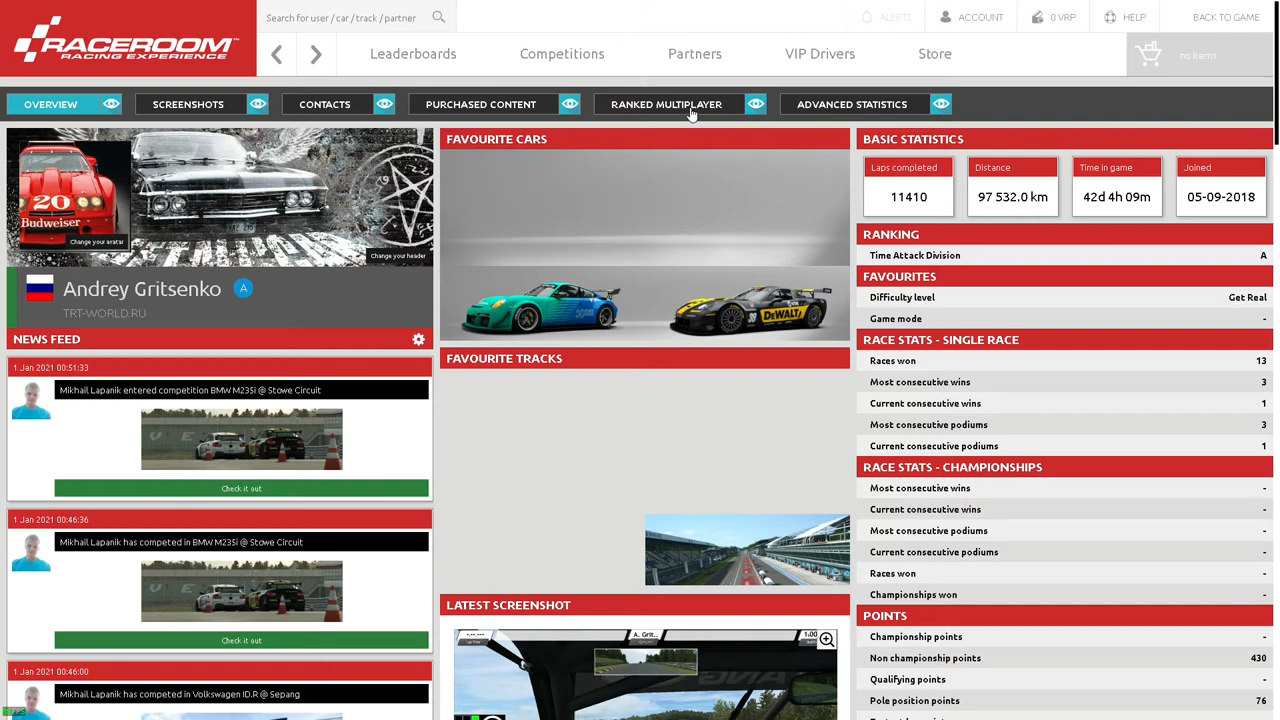 RACEROOM
RACING EXPERIENCE
Search for user / car / track / partner
ALERTS
ACCOUNT
0 VRP
HELP
BACK TO GAME
Leaderboards
Competitions
Partners
VIP Drivers
Store
no items
OVERVIEW
SCREENSHOTS
CONTACTS
PURCHASED CONTENT
RANKED MULTIPLAYER
ADVANCED STATISTICS
20
Budweiser
Change your avatar
Change your header
Andrey Gritsenko A
TRT-WORLD.RU
NEWS FEED
1 Jan 2021 00:51:33
Mikhail Lapanik entered competition BMW M235i @ Stowe Circuit
Check it out
1 Jan 2021 00:46:36
Mikhail Lapanik has competed in BMW M235i @ Stowe Circuit
Check it out
1 Jan 2021 00:46:00
Mikhail Lapanik has competed in Volkswagen ID.R @ Sepang
FAVOURITE CARS
DEWALT
FAVOURITE TRACKS
LATEST SCREENSHOT
A. Grit...
1:00
BASIC STATISTICS
Laps completed
11410
Distance
97 532.0 km
Time in game
42d 4h 09m
Joined
05-09-2018
RANKING
Time Attack Division A
FAVOURITES
Difficulty level Get Real
Game mode -
RACE STATS - SINGLE RACE
Races won 13
Most consecutive wins 3
Current consecutive wins 1
Most consecutive podiums 3
Current consecutive podiums 1
RACE STATS - CHAMPIONSHIPS
Most consecutive wins -
Current consecutive wins -
Most consecutive podiums -
Current consecutive podiums -
Races won -
Championships won -
POINTS
Championship points -
Non championship points 430
Qualifying points -
Pole position points 76